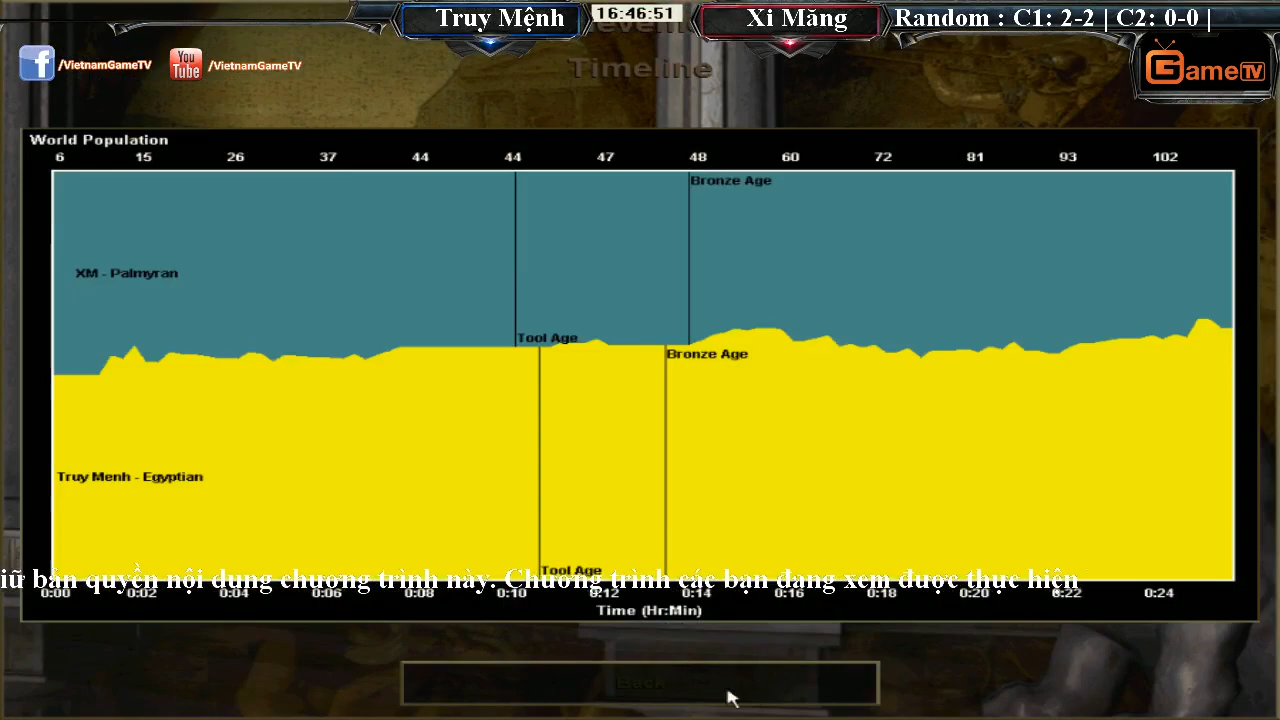 Truy Mệnh
16:46:51
Xi Măng
Random : C1: 2-2 | C2: 0-0 |
/VietnamGameTV
You Tube
/VietnamGameTV
Timeline
GameTV
World Population
6 15 26 37 44 44 47 48 60 72 81 93 102
Bronze Age
XM - Palmyran
Tool Age
Bronze Age
Truy Menh - Egyptian
Tool Age
iữ bản quyền nội dung chương trình này. Chương trình các bạn đang xem được thực hiện
0:00 0:02 0:04 0:06 0:08 0:10 0:12 0:14 0:16 0:18 0:20 0:22 0:24
Time (Hr:Min)
Back